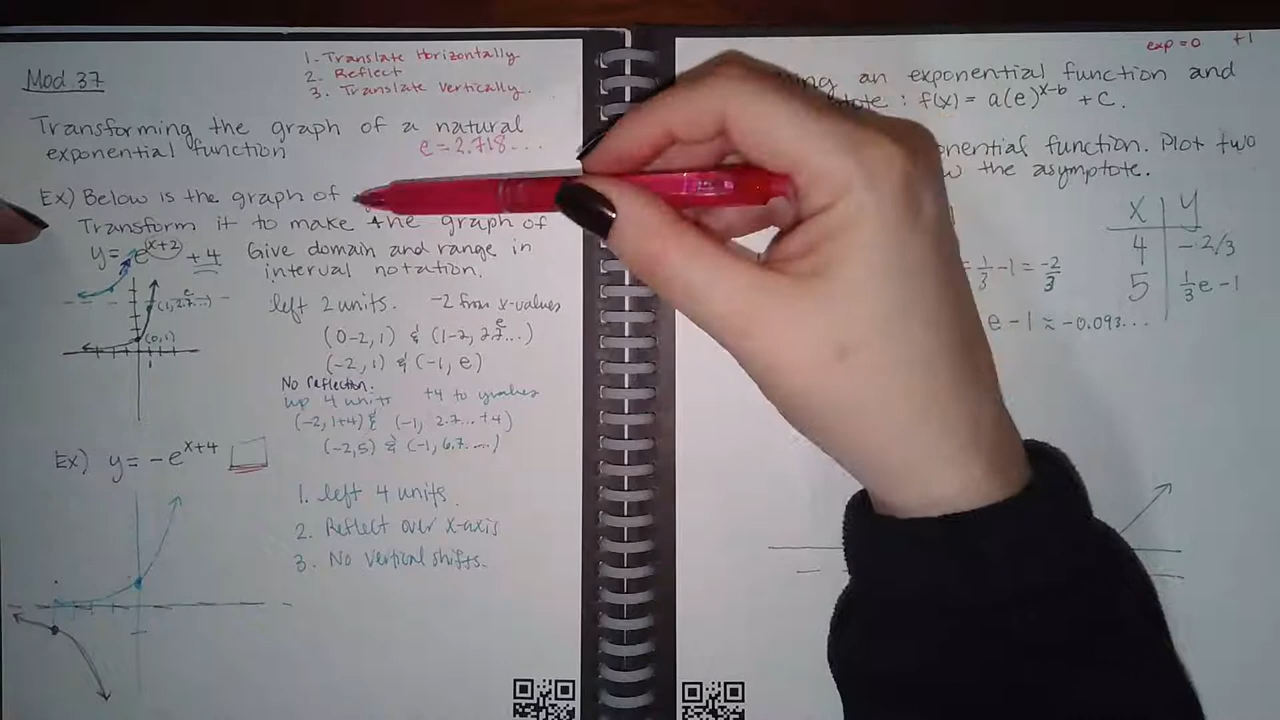 Mod 37
1. Translate Horizontally
2. Reflect
3. Translate vertically.
Transforming the graph of a natural
exponential function
e = 2.718...
Ex) Below is the graph of
Transform it to make the graph of
y = e^(x+2) + 4 Give domain and range in
interval notation.
(1, 2.7...) e
(0,1)
left 2 units. -2 from x-values
(0-2, 1) & (1-2, 2.7...) e
(-2, 1) & (-1, e)
No reflection.
up 4 units +4 to y values
(-2, 1+4) & (-1, 2.7...+4)
(-2,5) & (-1, 6.7....)
Ex) y = -e^x+4
1. left 4 units.
2. Reflect over x-axis
3. No vertical shifts.
exp = 0 +1
an exponential function and
: f(x) = a(e)^x-b + c.
function. Plot two
the asymptote.
x y
4 -2/3
5 1/3 e - 1
= 1/3 - 1 = -2/3
e - 1 ≈ -0.093...